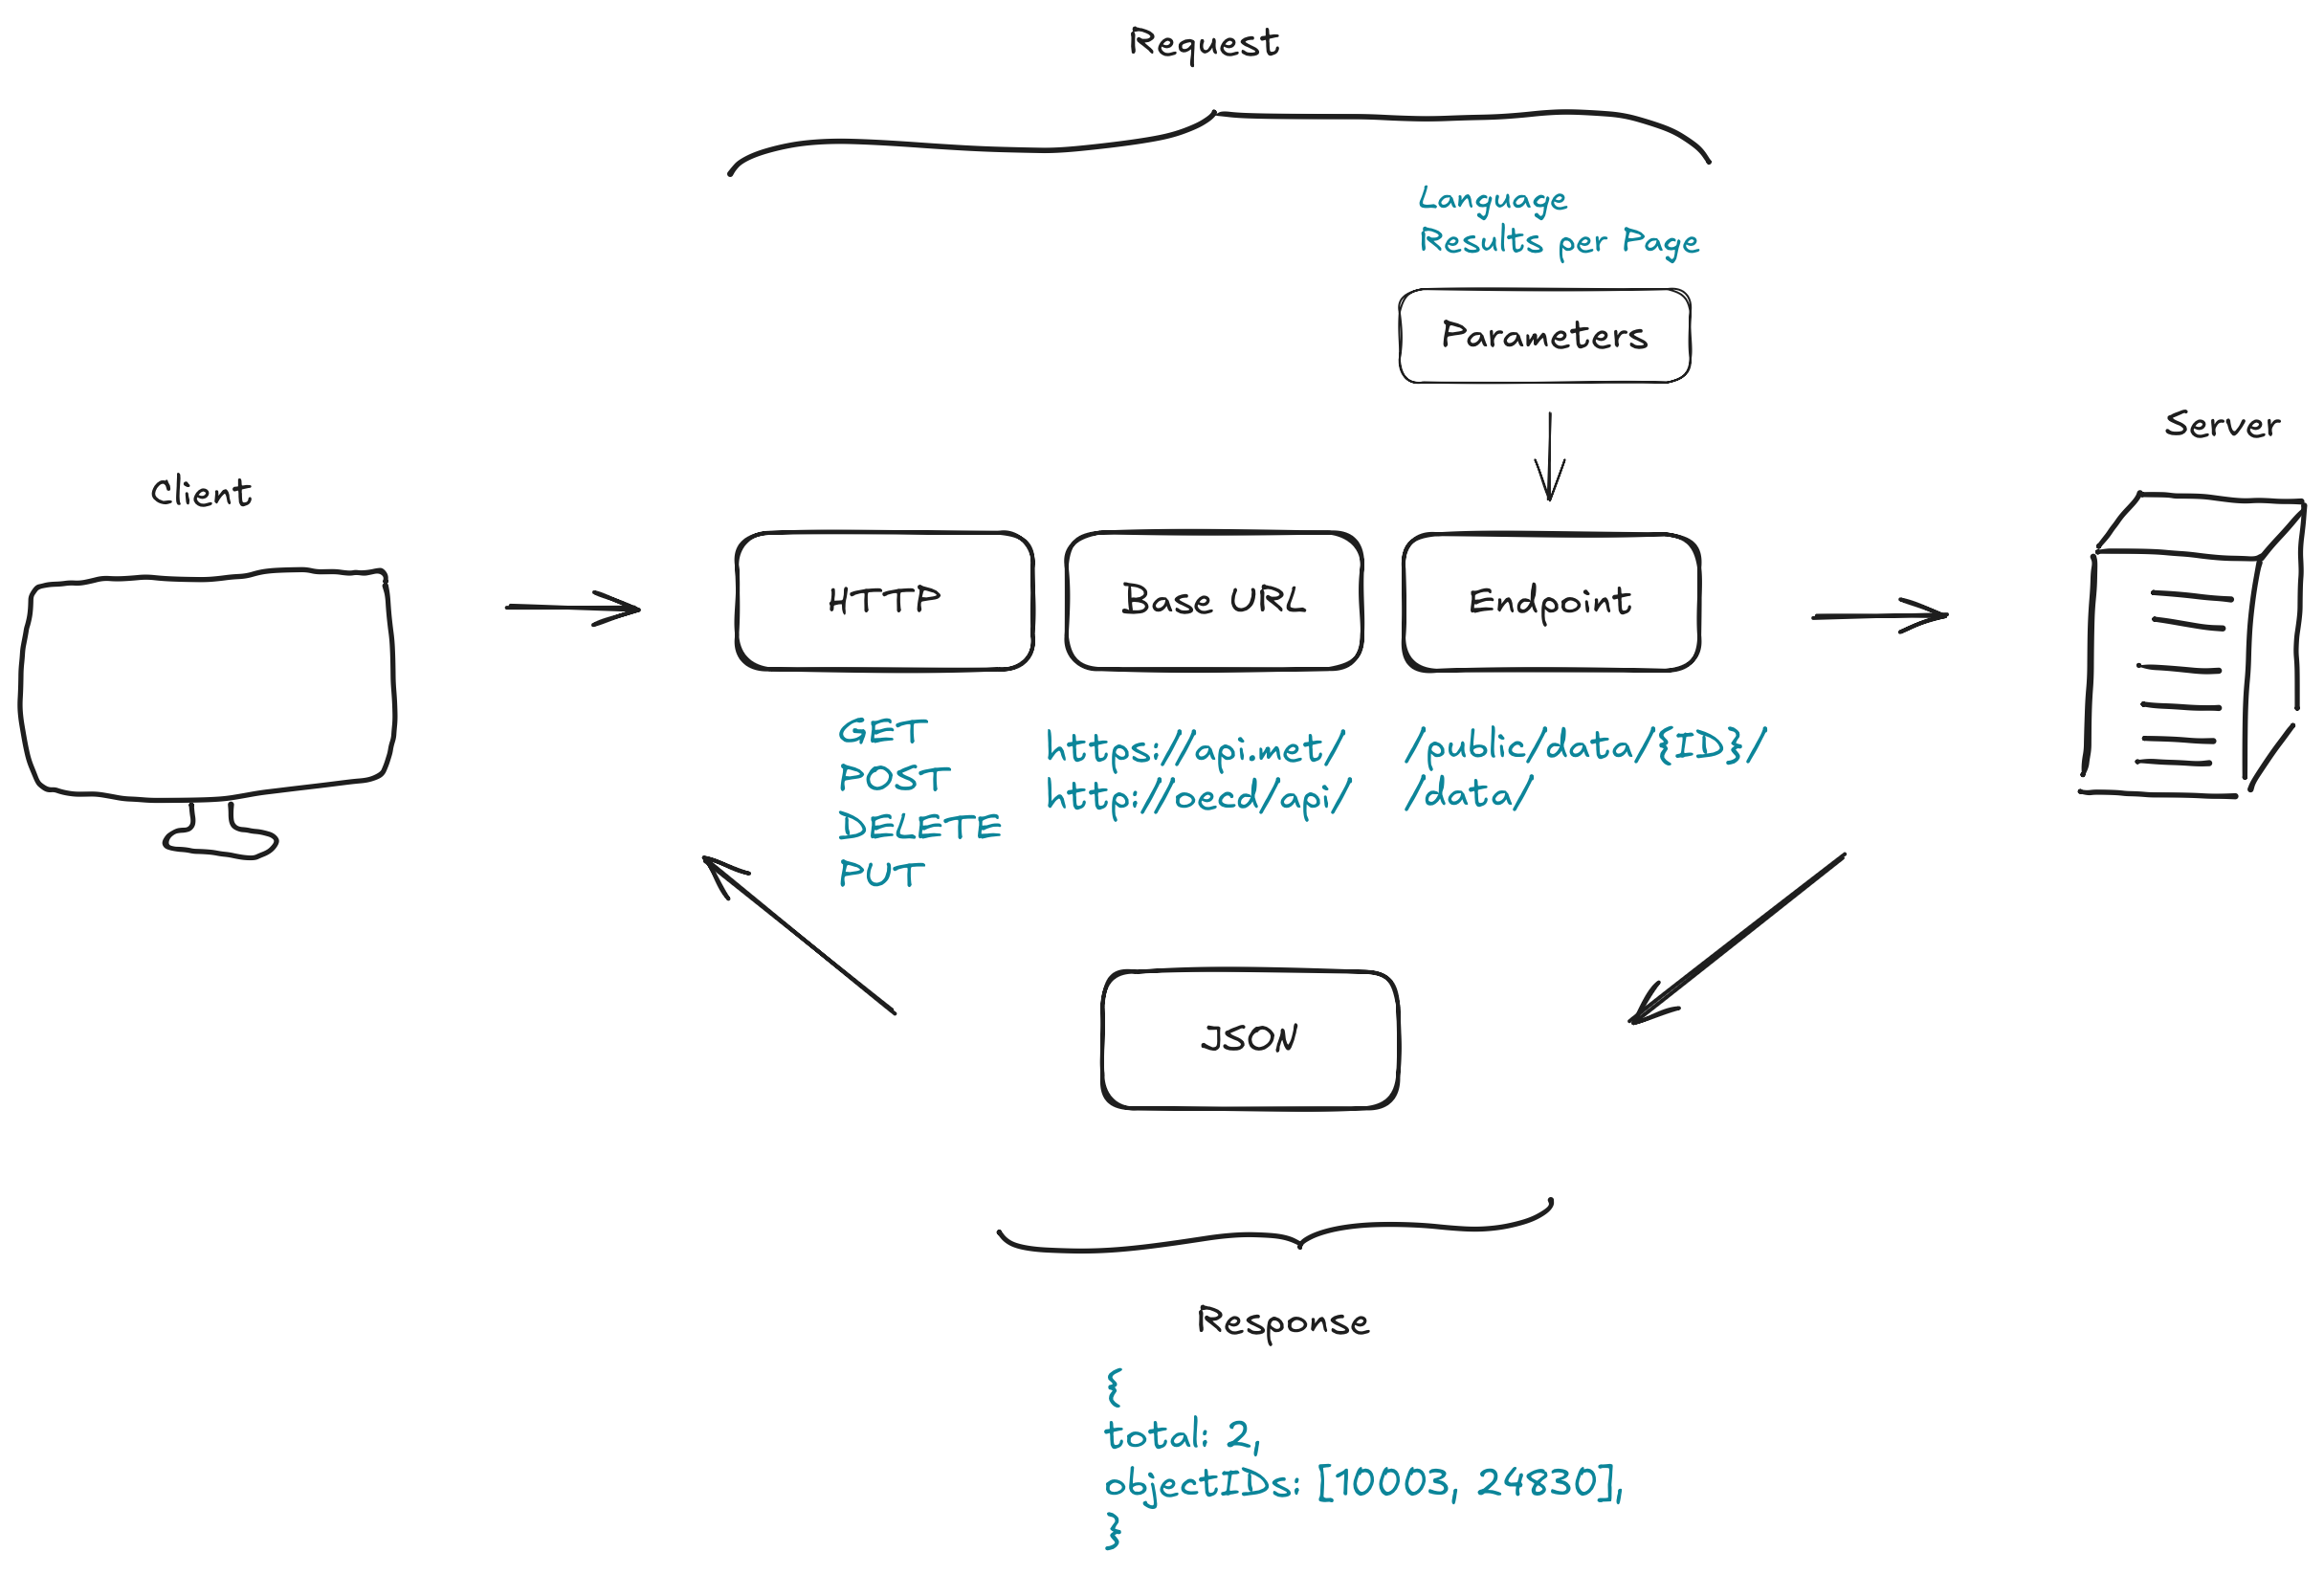 Request
Language
Results per Page
Parameters
Server
Client
HTTP
Base URL
Endpoint
GET
POST
DELETE
PUT
https://api.met/
http://oecd/api/
/public/data/{ID}/
/data/
JSON
Response
{
total: 2,
objectIDs: [10003, 24830],
}